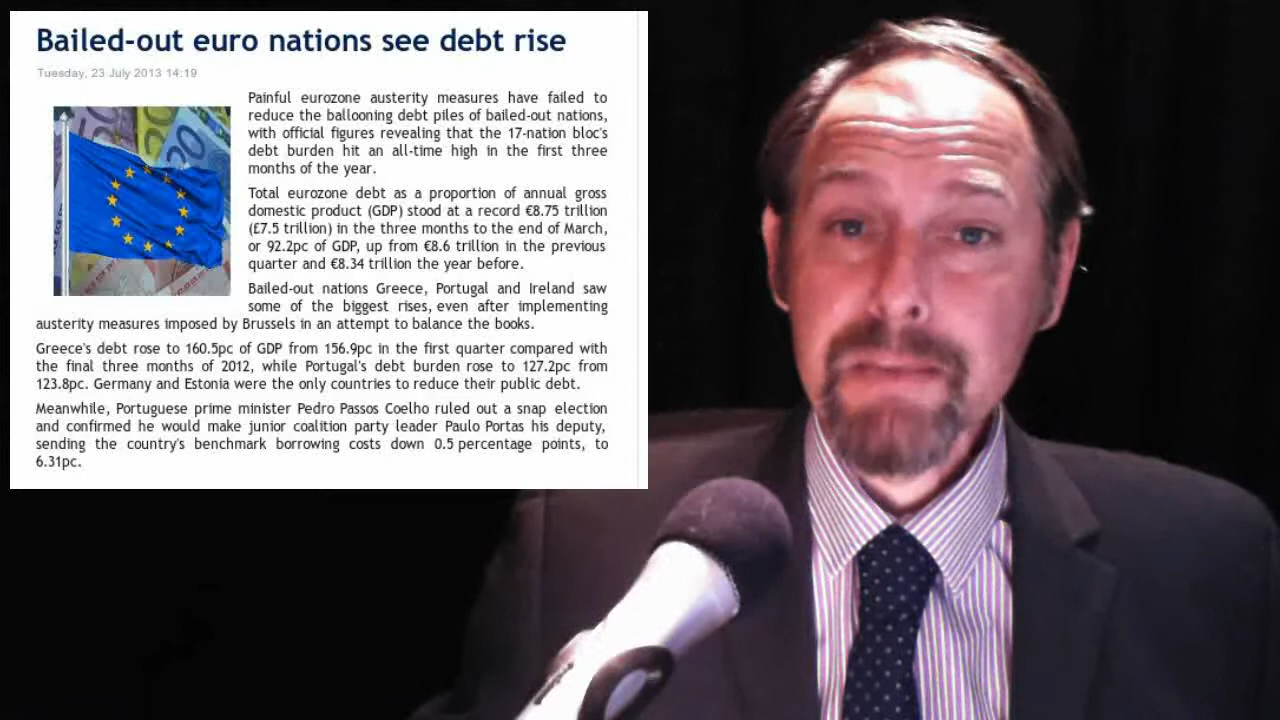 Bailed-out euro nations see debt rise
Tuesday, 23 July 2013 14:19
Painful eurozone austerity measures have failed to
reduce the ballooning debt piles of bailed-out nations,
with official figures revealing that the 17-nation bloc's
debt burden hit an all-time high in the first three
months of the year.
Total eurozone debt as a proportion of annual gross
domestic product (GDP) stood at a record €8.75 trillion
(£7.5 trillion) in the three months to the end of March,
or 92.2pc of GDP, up from €8.6 trillion in the previous
quarter and €8.34 trillion the year before.
Bailed-out nations Greece, Portugal and Ireland saw
some of the biggest rises, even after implementing
austerity measures imposed by Brussels in an attempt to balance the books.
Greece's debt rose to 160.5pc of GDP from 156.9pc in the first quarter compared with
the final three months of 2012, while Portugal's debt burden rose to 127.2pc from
123.8pc. Germany and Estonia were the only countries to reduce their public debt.
Meanwhile, Portuguese prime minister Pedro Passos Coelho ruled out a snap election
and confirmed he would make junior coalition party leader Paulo Portas his deputy,
sending the country's benchmark borrowing costs down 0.5 percentage points, to
6.31pc.